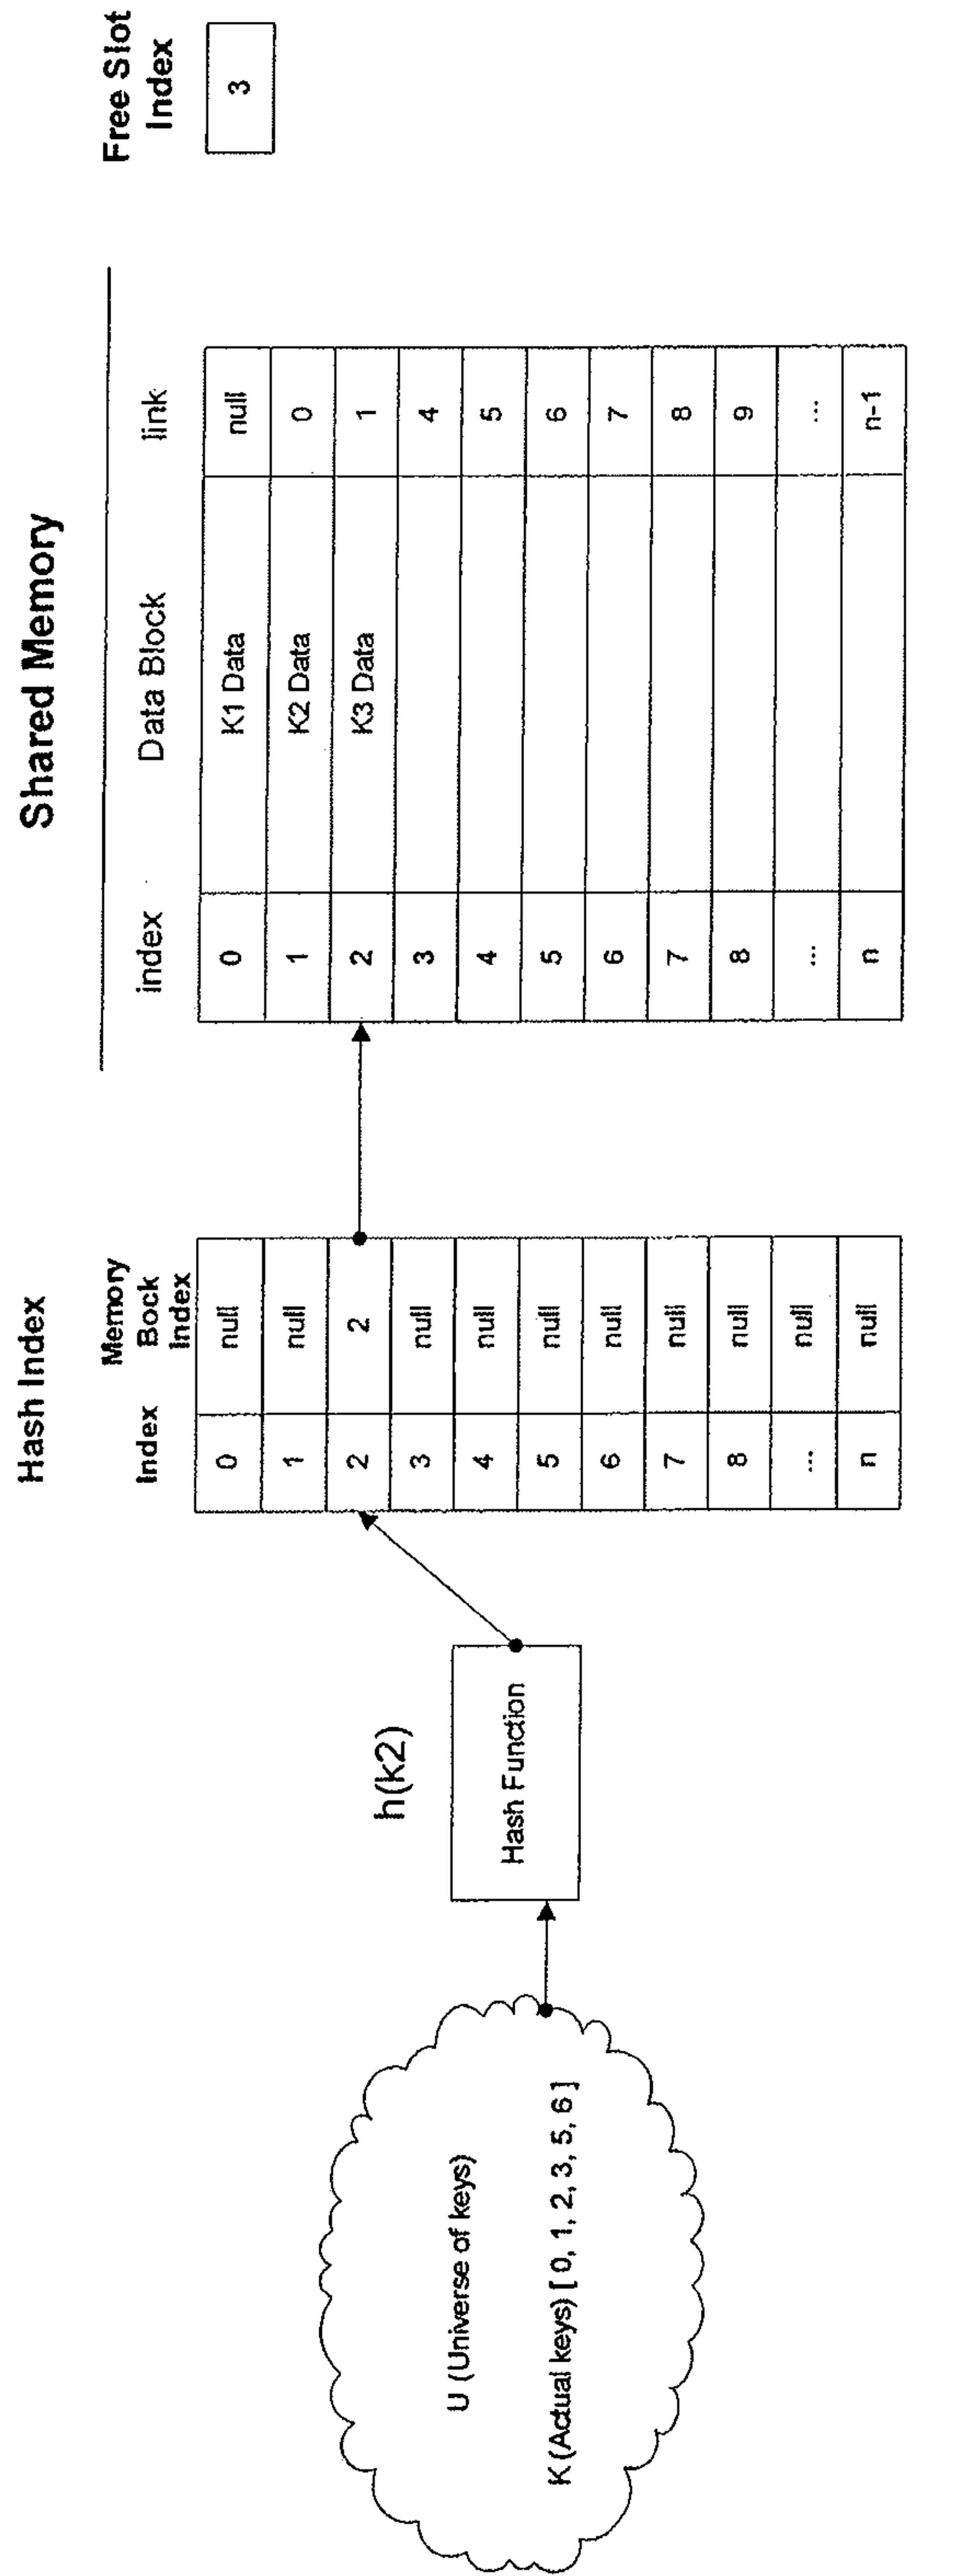 Hash Index
Shared Memory
Free Slot
Index
3
Index
Memory
Bock
Index
index
Data Block
link
0 null
1 null
2 2
3 null
4 null
5 null
6 null
7 null
8 null
... null
n null
0 K1 Data null
1 K2 Data 0
2 K3 Data 1
3 4
4 5
5 6
6 7
7 8
8 9
... ...
n n-1
h(k2)
Hash Function
U (Universe of keys)
K (Actual keys) [ 0, 1, 2, 3, 5, 6 ]